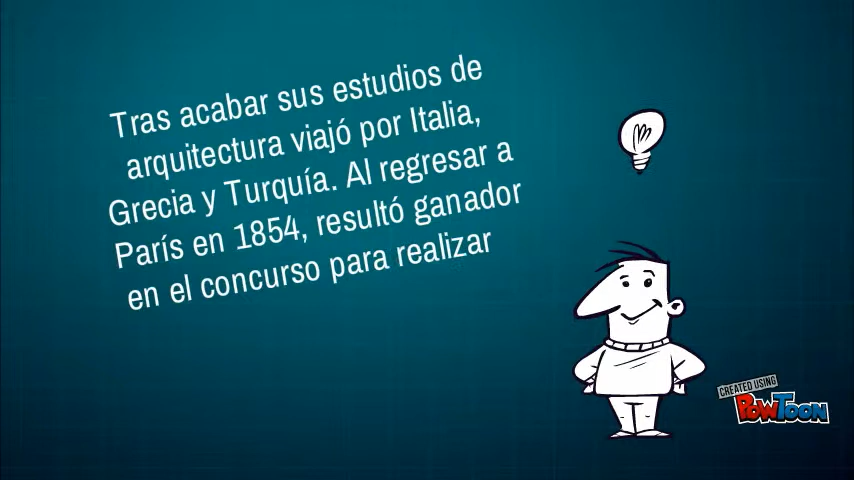 Tras acabar sus estudios de
arquitectura viajó por Italia,
Grecia y Turquía. Al regresar a
París en 1854, resultó ganador
en el concurso para realizar
CREATED USING
POWTOON